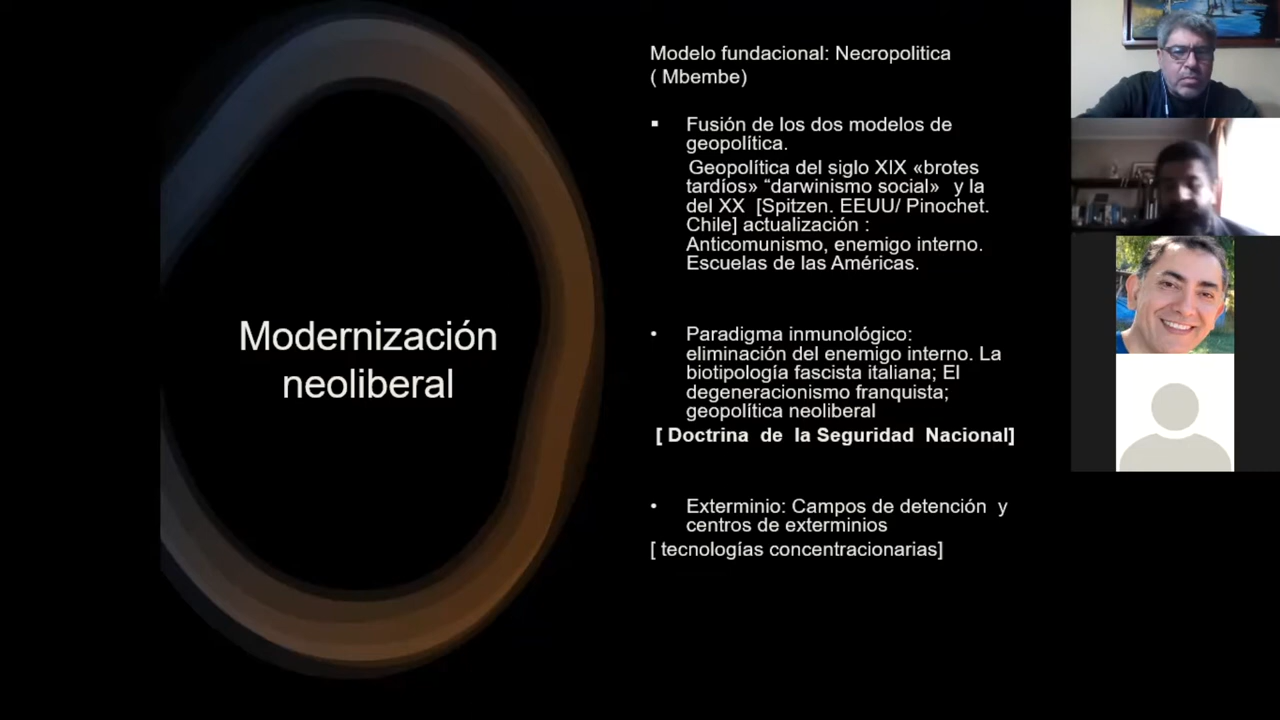 Modernización
neoliberal
Modelo fundacional: Necropolitica
( Mbembe)
▪ Fusión de los dos modelos de
geopolítica.
Geopolítica del siglo XIX «brotes
tardíos» “darwinismo social» y la
del XX [Spitzen. EEUU/ Pinochet.
Chile] actualización :
Anticomunismo, enemigo interno.
Escuelas de las Américas.
• Paradigma inmunológico:
eliminación del enemigo interno. La
biotipología fascista italiana; El
degeneracionismo franquista;
geopolítica neoliberal
[ Doctrina de la Seguridad Nacional]
• Exterminio: Campos de detención y
centros de exterminios
[ tecnologías concentracionarias]